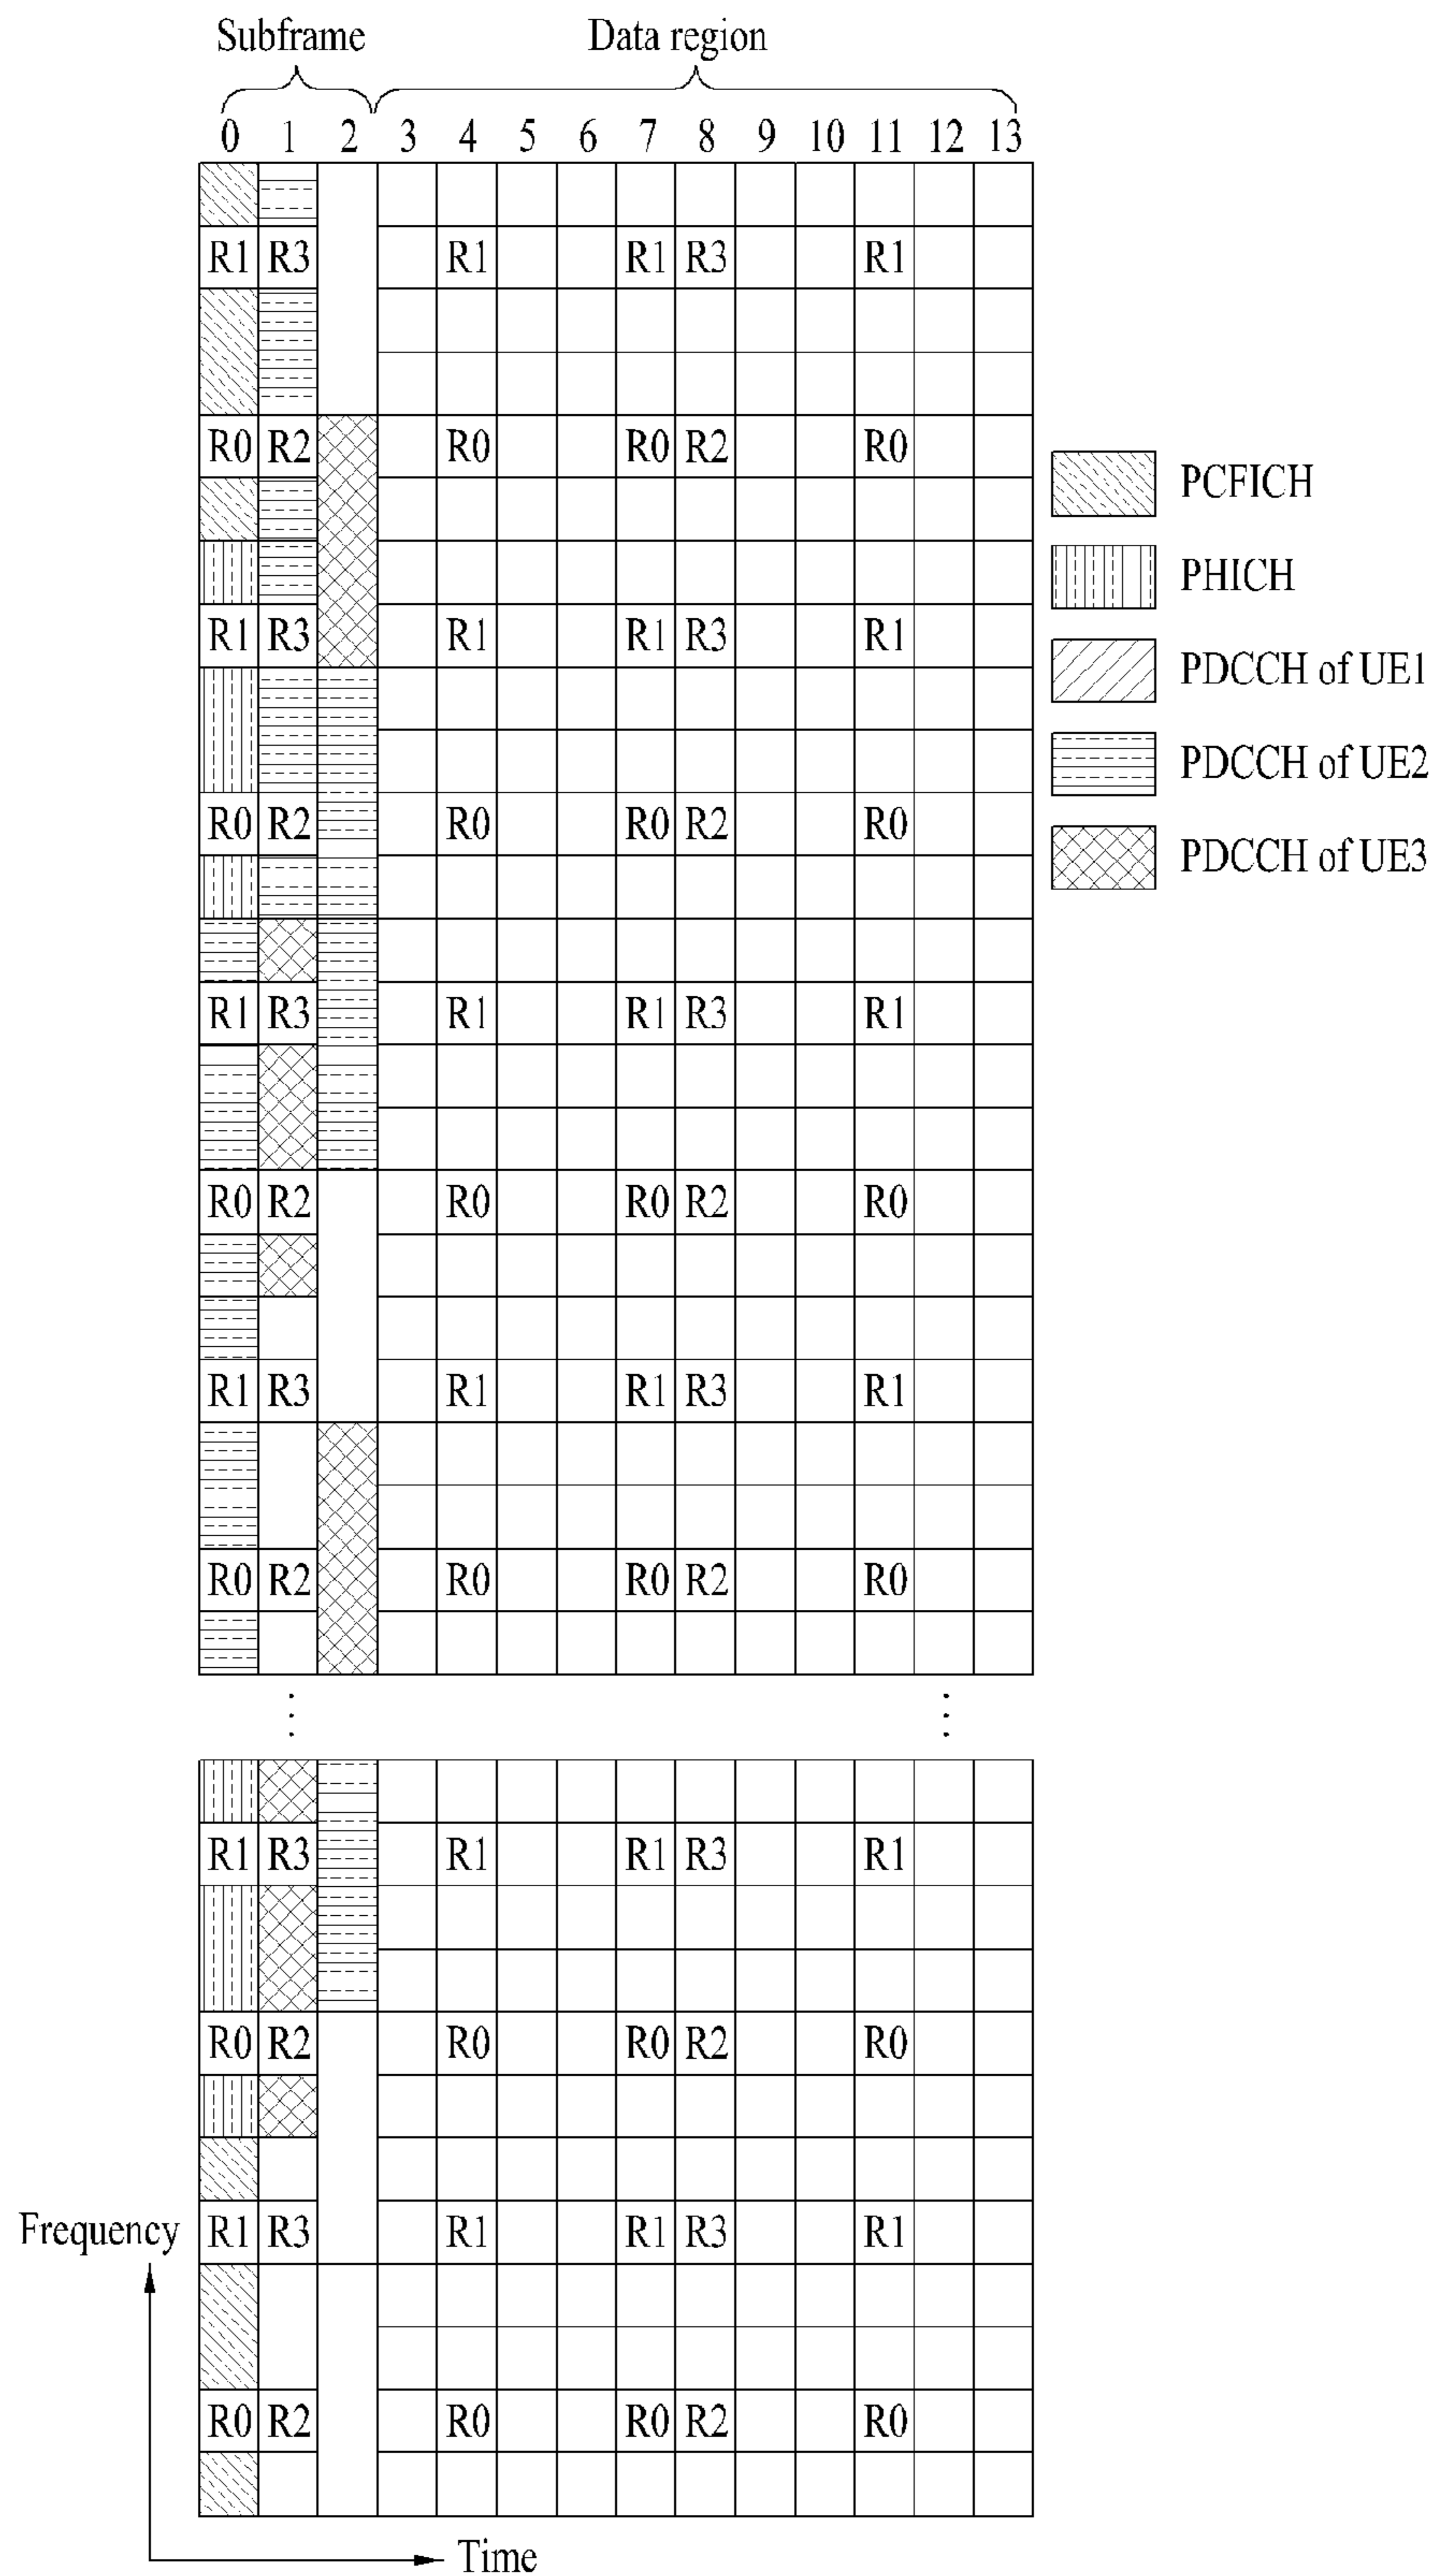 Subframe Data region
0 1 2 3 4 5 6 7 8 9 10 11 12 13
R1 R3 R1 R1 R3 R1
R0 R2 R0 R0 R2 R0
PCFICH
PHICH
R1 R3 R1 R1 R3 R1
PDCCH of UE1
PDCCH of UE2
R0 R2 R0 R0 R2 R0
PDCCH of UE3
R1 R3 R1 R1 R3 R1
R0 R2 R0 R0 R2 R0
R1 R3 R1 R1 R3 R1
R0 R2 R0 R0 R2 R0
R1 R3 R1 R1 R3 R1
R0 R2 R0 R0 R2 R0
Frequency R1 R3 R1 R1 R3 R1
R0 R2 R0 R0 R2 R0
Time